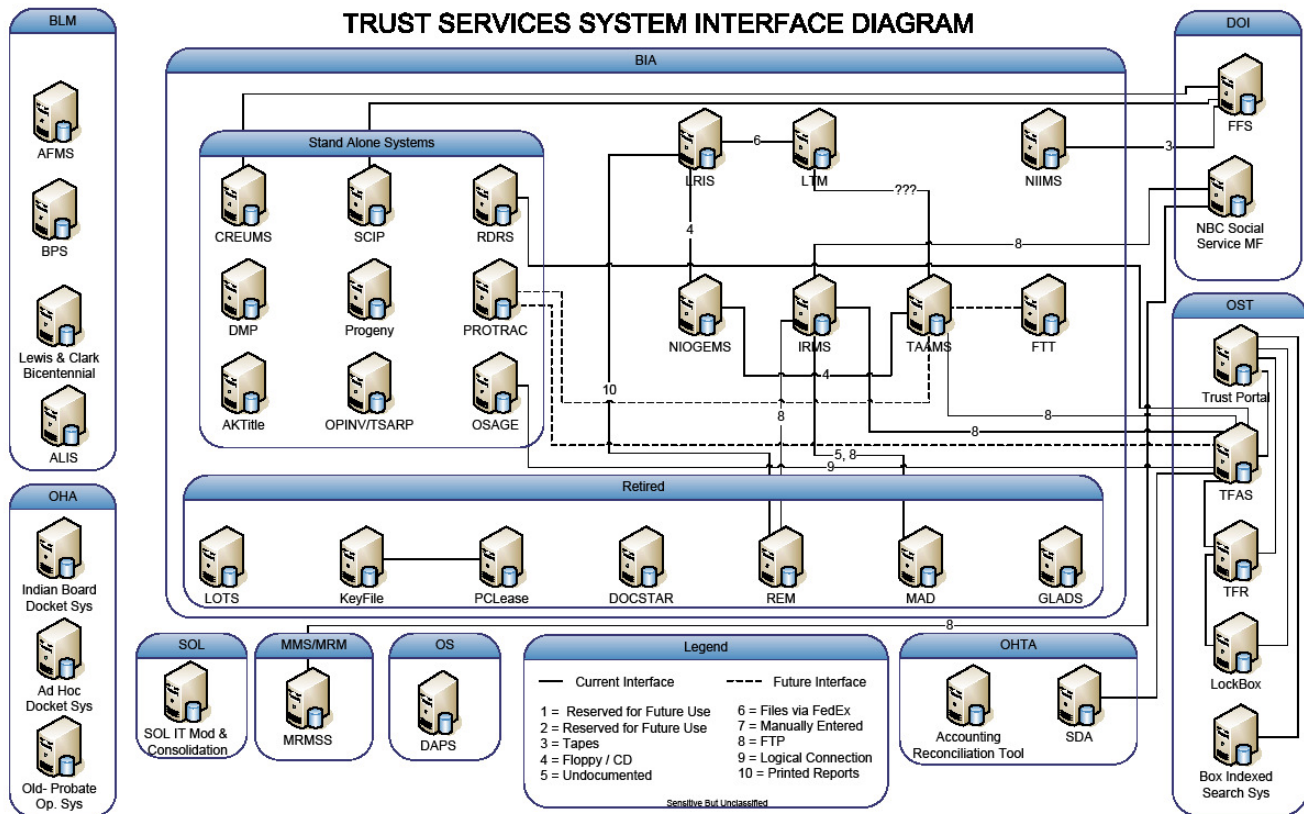 TRUST SERVICES SYSTEM INTERFACE DIAGRAM
BLM
AFMS
BPS
Lewis & Clark
Bicentennial
ALIS
OHA
Indian Board
Docket Sys
Ad Hoc
Docket Sys
Old- Probate
Op. Sys
BIA
Stand Alone Systems
CREUMS
SCIP
RDRS
DMP
Progeny
PROTRAC
AKTitle
OPINV/TSARP
OSAGE
LRIS
6
LTM
NIIMS
3
???
4
8
NIOGEMS
IRMS
TAAMS
FTT
10
4
8
8
8
5, 8
9
Retired
LOTS
KeyFile
PCLease
DOCSTAR
REM
MAD
GLADS
8
DOI
FFS
NBC Social
Service MF
OST
Trust Portal
TFAS
TFR
LockBox
Box Indexed
Search Sys
SOL
SOL IT Mod &
Consolidation
MMS/MRM
MRMSS
OS
DAPS
Legend
Current Interface
Future Interface
1 = Reserved for Future Use
2 = Reserved for Future Use
3 = Tapes
4 = Floppy / CD
5 = Undocumented
6 = Files via FedEx
7 = Manually Entered
8 = FTP
9 = Logical Connection
10 = Printed Reports
Sensitive But Unclassified
OHTA
Accounting
Reconciliation Tool
SDA